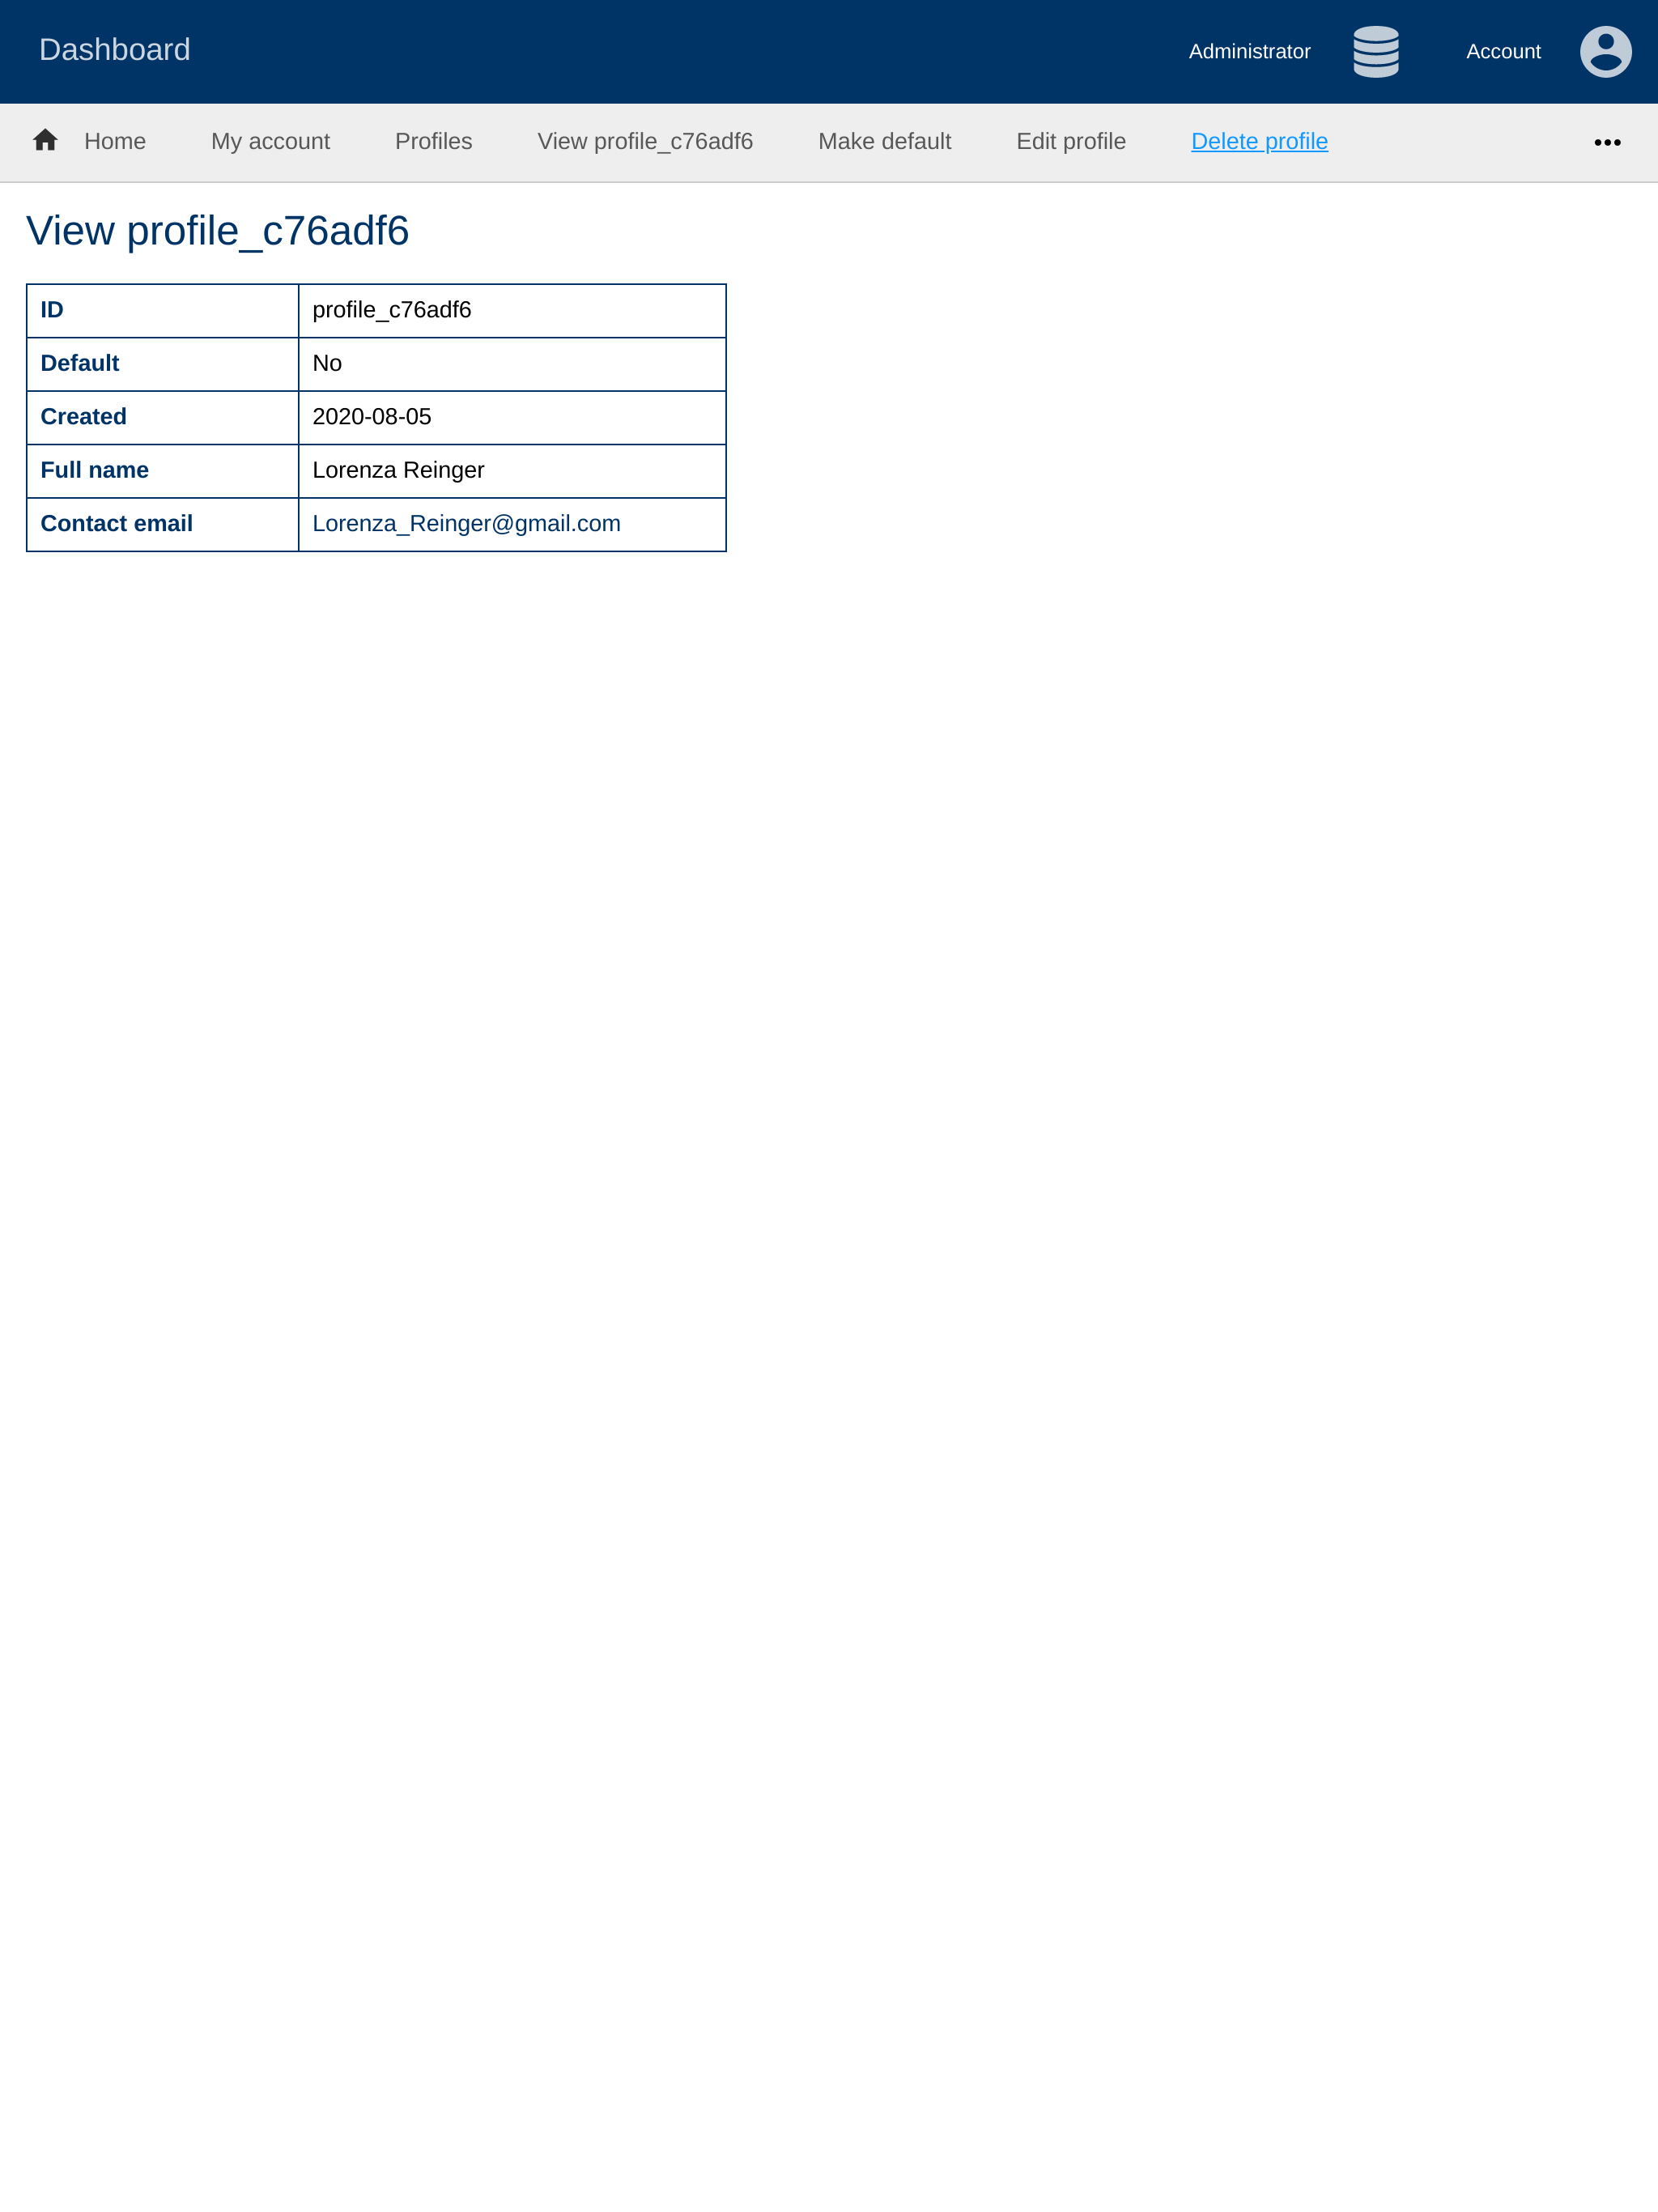 Dashboard Administrator Account
Home My account Profiles View profile_c76adf6 Make default Edit profile Delete profile •••
View profile_c76adf6
ID profile_c76adf6
Default No
Created 2020-08-05
Full name Lorenza Reinger
Contact email Lorenza_Reinger@gmail.com